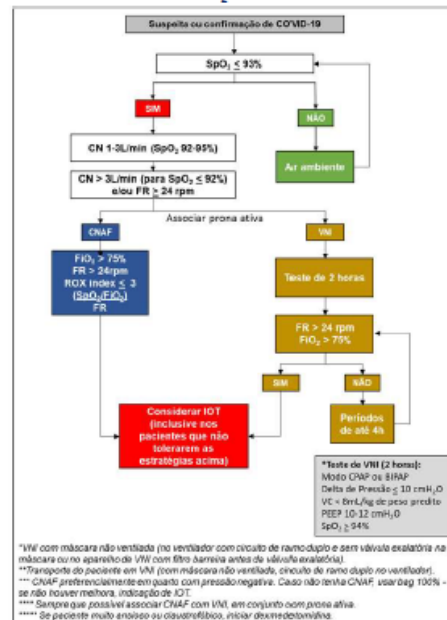 Suspeita ou confirmação de COVID-19
SpO₂ ≤ 93%
SIM
NÃO
CN 1-3L/min (SpO₂ 92-95%)
Ar ambiente
CN > 3L/min (para SpO₂ ≤ 92%)
e/ou FR ≥ 24 rpm
Associar prona ativa
CNAF
VNI
FiO₂ > 75%
FR > 24rpm
ROX index ≤ 3
(SpO₂/FiO₂)
FR
Teste de 2 horas
FR > 24 rpm
FiO₂ > 75%
SIM
NÃO
Considerar IOT
(inclusive nos
pacientes que não
tolerarem as
estratégias acima)
Períodos
de até 4h
*Teste de VNI (2 horas):
Modo CPAP ou BIPAP
Delta de Pressão ≤ 10 cmH₂O
VC < 8mL/kg de peso predito
PEEP 10-12 cmH₂O
SpO₂ ≥ 94%
*VNI com máscara não ventilada (no ventilador com circuito de ramo duplo e sem válvula exalatória na
máscara ou no aparelho de VNI com filtro barreira antes da válvula exalatória).
**Transporte do paciente em VNI (com máscara não ventilada, circuito de ramo duplo no ventilador).
*** CNAF preferencialmente em quarto com pressão negativa. Caso não tenha CNAF, usar bag 100% -
se não houver melhora, indicação de IOT.
**** Sempre que possível associar CNAF com VNI, em conjunto com prona ativa.
***** Se paciente muito ansioso ou claustrofóbico, iniciar dexmedetomidina.